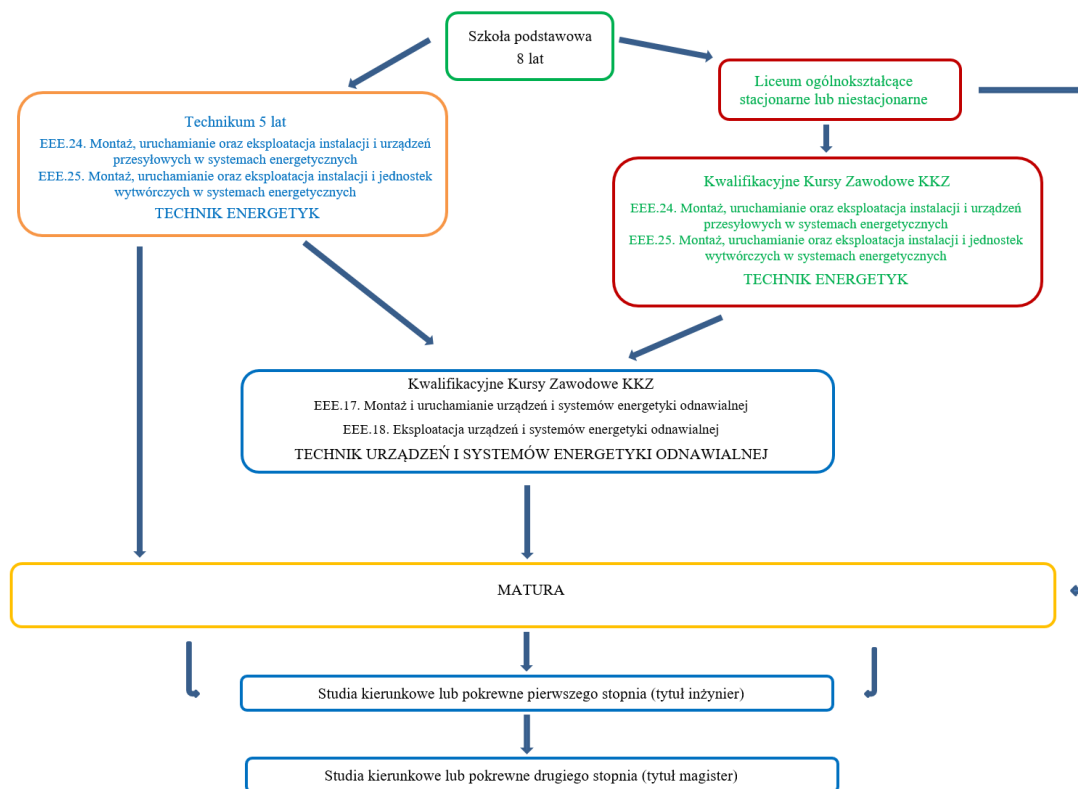 Szkoła podstawowa
8 lat
Liceum ogólnokształcące
stacjonarne lub niestacjonarne
Technikum 5 lat
EEE.24. Montaż, uruchamianie oraz eksploatacja instalacji i urządzeń
przesyłowych w systemach energetycznych
EEE.25. Montaż, uruchamianie oraz eksploatacja instalacji i jednostek
wytwórczych w systemach energetycznych
TECHNIK ENERGETYK
Kwalifikacyjne Kursy Zawodowe KKZ
EEE.24. Montaż, uruchamianie oraz eksploatacja instalacji i urządzeń
przesyłowych w systemach energetycznych
EEE.25. Montaż, uruchamianie oraz eksploatacja instalacji i jednostek
wytwórczych w systemach energetycznych
TECHNIK ENERGETYK
Kwalifikacyjne Kursy Zawodowe KKZ
EEE.17. Montaż i uruchamianie urządzeń i systemów energetyki odnawialnej
EEE.18. Eksploatacja urządzeń i systemów energetyki odnawialnej
TECHNIK URZĄDZEŃ I SYSTEMÓW ENERGETYKI ODNAWIALNEJ
MATURA
Studia kierunkowe lub pokrewne pierwszego stopnia (tytuł inżynier)
Studia kierunkowe lub pokrewne drugiego stopnia (tytuł magister)